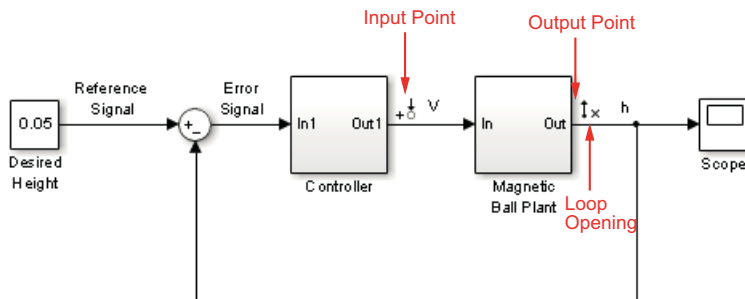 Input Point
Output Point
Reference
Signal
Error
Signal
V
h
0.05
In1
Out1
In
Out
Desired
Height
Controller
Magnetic
Ball Plant
Scope
Loop
Opening